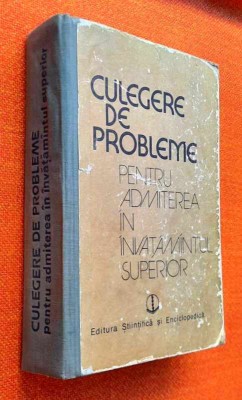 CULEGERE DE PROBLEME
pentru admiterea în învățămîntul superior
CULEGERE
DE
PROBLEME
PENTRU
ADMITEREA
ÎN
ÎNVĂȚĂMÂNTUL
SUPERIOR
Editura Științifică și Enciclopedică